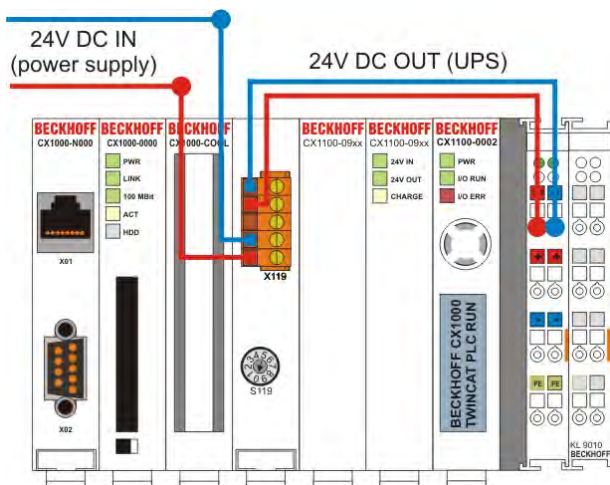 24V DC IN
(power supply)
24V DC OUT (UPS)
BECKHOFF
CX1000-N000
BECKHOFF
CX1000-0000
BECKHOFF
CX1000-COOL
BECKHOFF
BECKHOFF
CX1100-09xx
BECKHOFF
CX1100-09xx
BECKHOFF
CX1100-0002
PWR
LINK
100 MBit
ACT
HDD
24V IN
24V OUT
CHARGE
PWR
I/O RUN
I/O ERR
X01
X02
X119
S119
BECKHOFF CX1000
TWINCAT PLC RUN
+ +
- -
PE PE
KL 9010
BECKHOFF